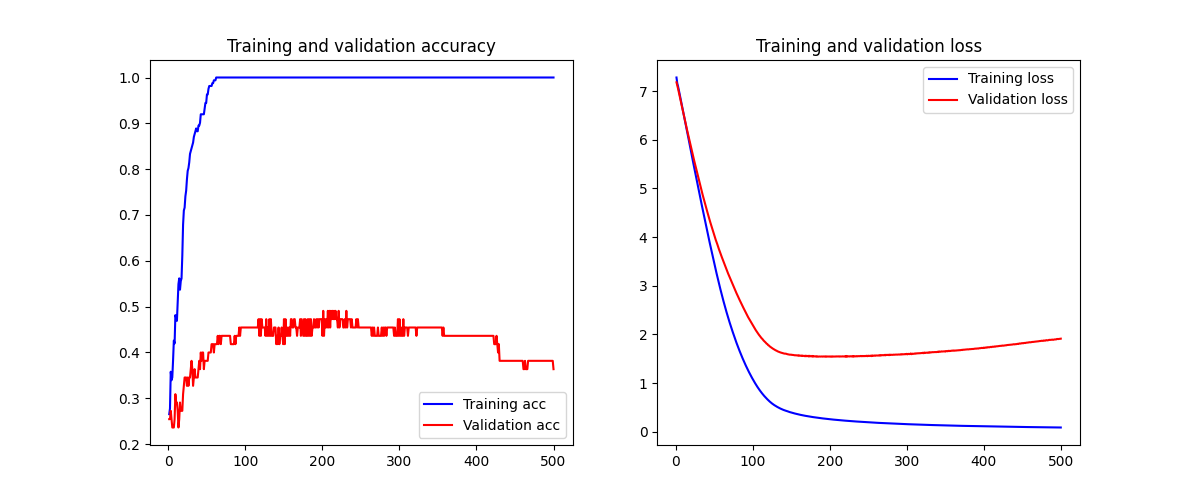 Training and validation accuracy
1.0
0.9
0.8
0.7
0.6
0.5
0.4
0.3
0.2
0 100 200 300 400 500
Training acc
Validation acc
Training and validation loss
7
6
5
4
3
2
1
0
0 100 200 300 400 500
Training loss
Validation loss